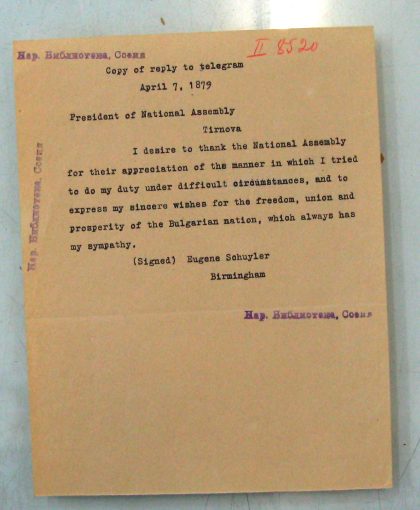 II 8520
Нар. Библиотека, София
Copy of reply to telegram
April 7, 1879
President of National Assembly
Tirnova
I desire to thank the National Assembly
for their appreciation of the manner in which I tried
to do my duty under difficult circumstances, and to
express my sincere wishes for the freedom, union and
prosperity of the Bulgarian nation, which always has
my sympathy.
(Signed) Eugene Schuyler
Birmingham
Нар. Библиотека, София
Нар. Библиотека, София